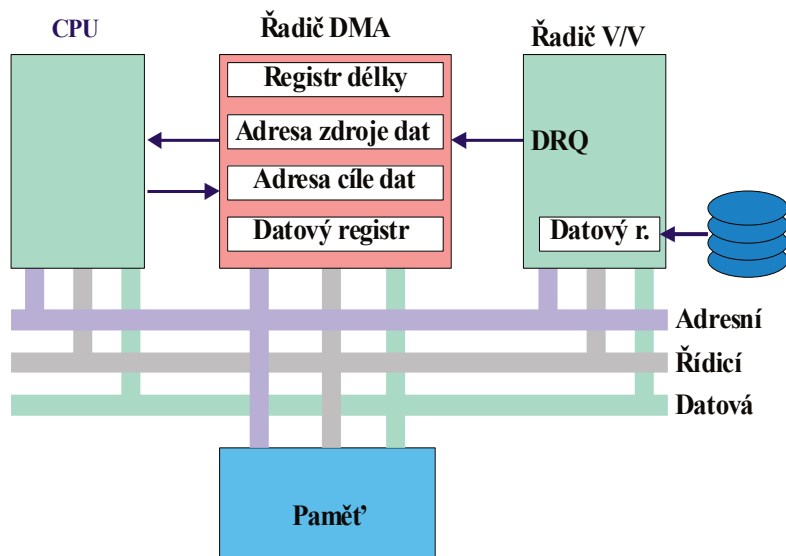 CPU
Řadič DMA
Řadič V/V
Registr délky
Adresa zdroje dat
DRQ
Adresa cíle dat
Datový registr
Datový r.
Adresní
Řídicí
Datová
Paměť